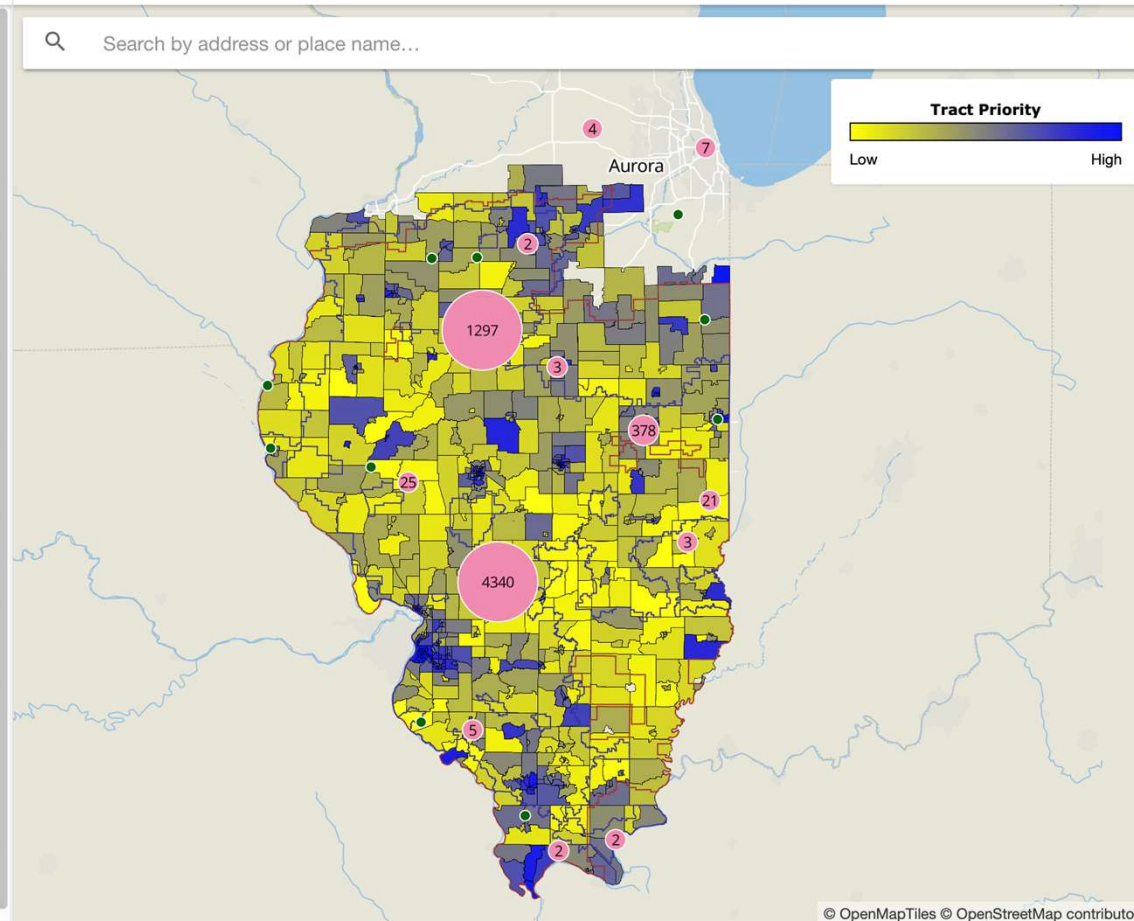 Search by address or place name…
Tract Priority
Low High
4
7
Aurora
2
1297
3
378
25
21
3
4340
5
2
2
© OpenMapTiles © OpenStreetMap contributo